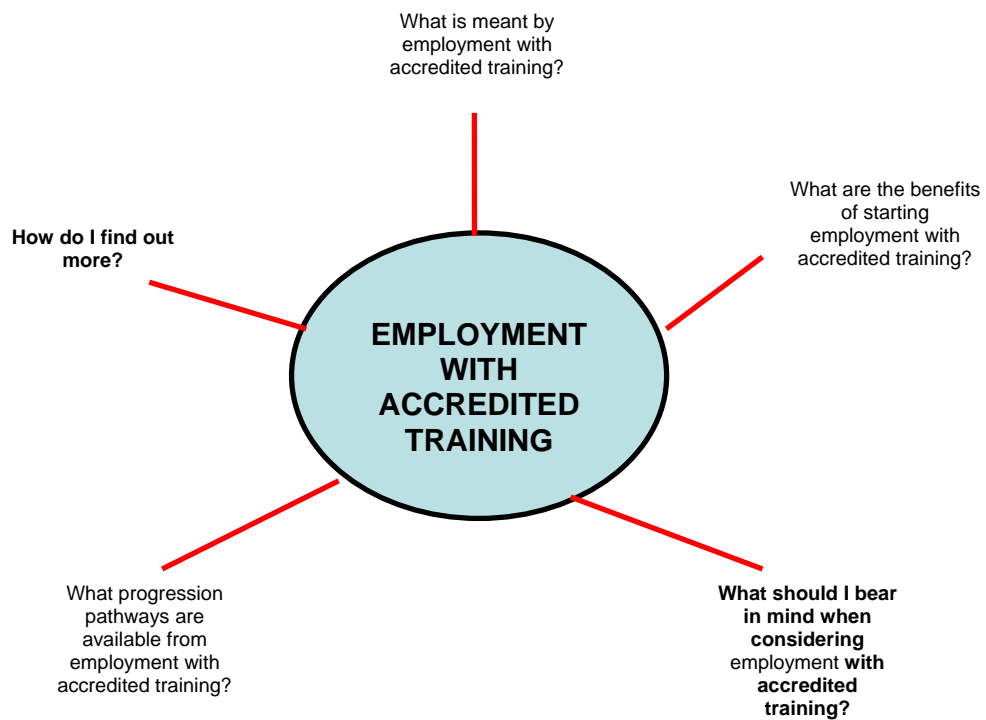 What is meant by
employment with
accredited training?
What are the benefits
of starting
employment with
accredited training?
How do I find out
more?
EMPLOYMENT
WITH
ACCREDITED
TRAINING
What progression
pathways are
available from
employment with
accredited training?
What should I bear
in mind when
considering
employment with
accredited
training?